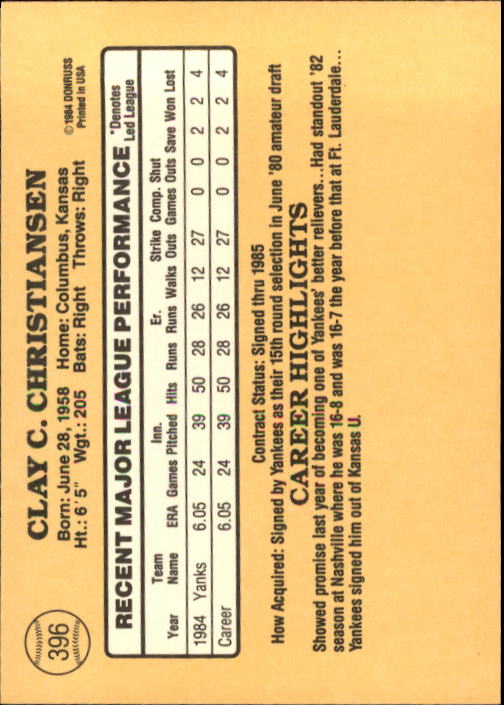 396
CLAY C. CHRISTIANSEN
Born: June 28, 1958 Home: Columbus, Kansas
Ht.: 6'5" Wgt.: 205 Bats: Right Throws: Right
© 1984 DONRUSS
Printed in USA
RECENT MAJOR LEAGUE PERFORMANCE
*Denotes
Led League
Team Inn. Er. Strike Comp. Shut
Year Name ERA Games Pitched Hits Runs Runs Walks Outs Games Outs Save Won Lost
1984 Yanks 6.05 24 39 50 28 26 12 27 0 0 2 2 4
Career 6.05 24 39 50 28 26 12 27 0 0 2 2 4
Contract Status: Signed thru 1985
How Acquired: Signed by Yankees as their 15th round selection in June '80 amateur draft
CAREER HIGHLIGHTS
Showed promise last year of becoming one of Yankees' better relievers...Had standout '82
season at Nashville where he was 16-8 and was 16-7 the year before that at Ft. Lauderdale...
Yankees signed him out of Kansas U.